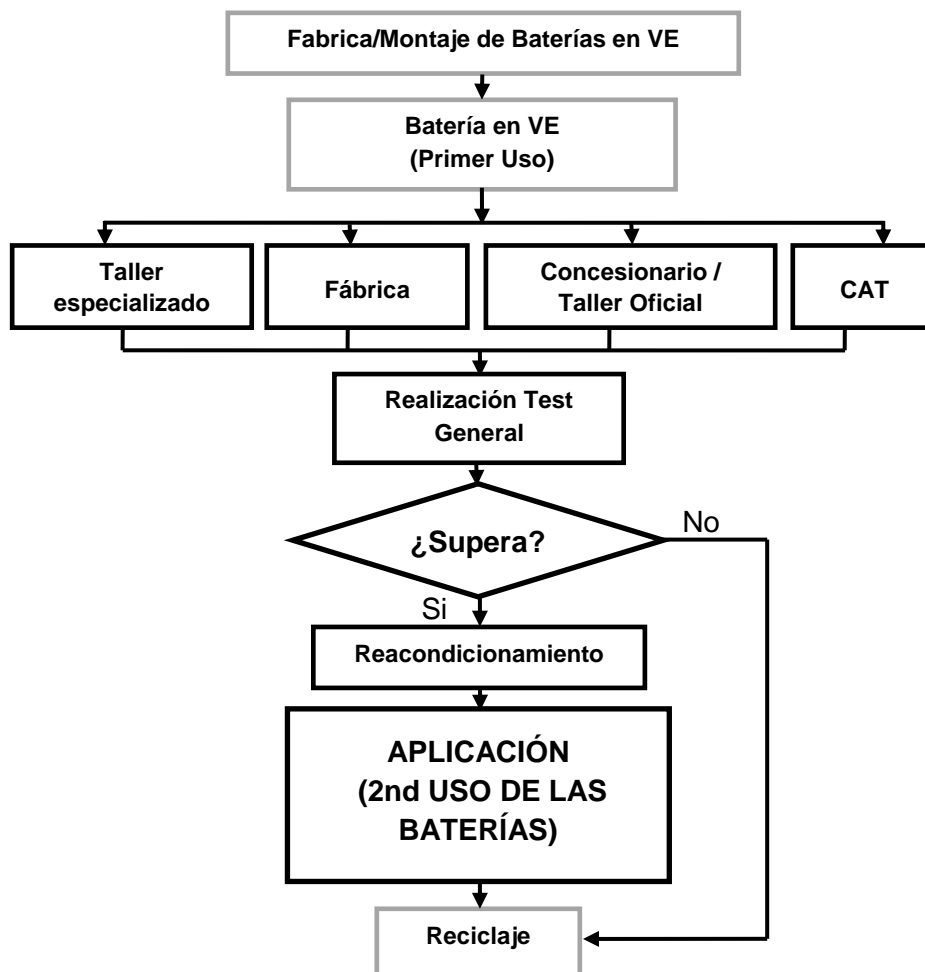 Fabrica/Montaje de Baterías en VE
Batería en VE
(Primer Uso)
Taller
especializado
Fábrica
Concesionario /
Taller Oficial
CAT
Realización Test
General
¿Supera?
No
Si
Reacondicionamiento
APLICACIÓN
(2nd USO DE LAS
BATERÍAS)
Reciclaje